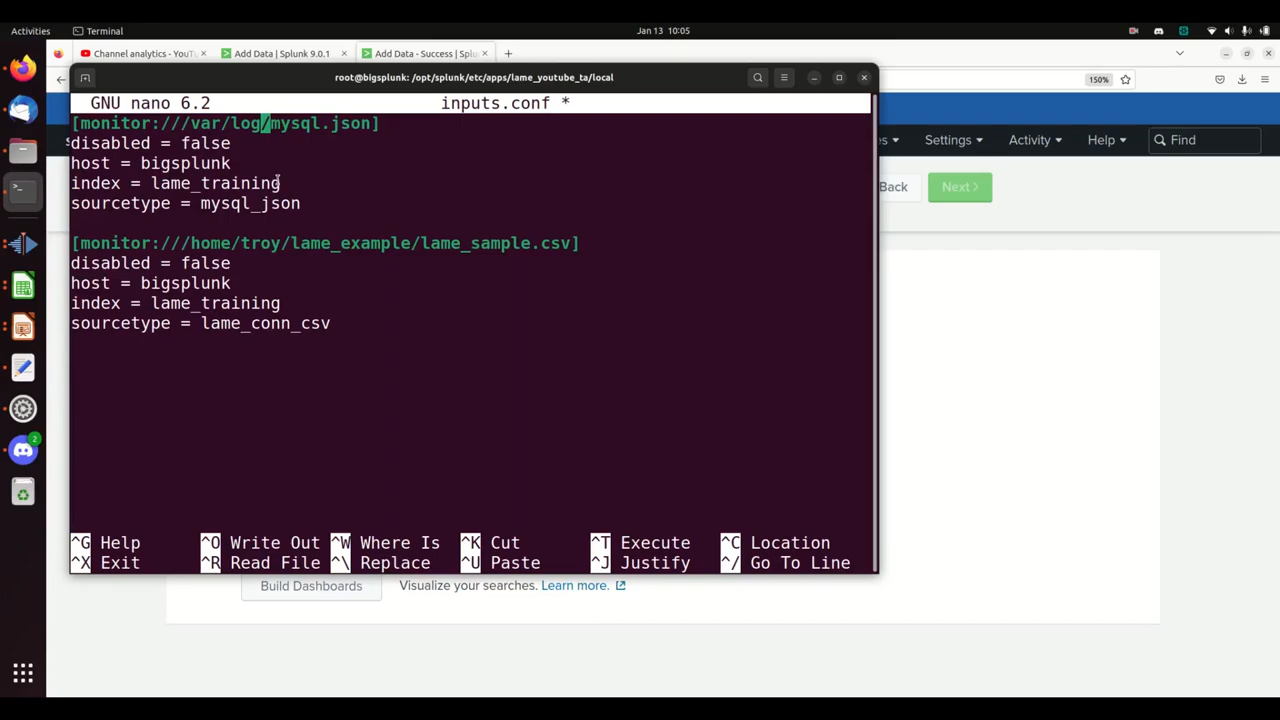 Activities
Terminal
Jan 13 10:05
Channel analytics - YouT
Add Data | Splunk 9.0.1
Add Data - Success | Splu
root@bigsplunk: /opt/splunk/etc/apps/lame_youtube_ta/local
150%
GNU nano 6.2 inputs.conf *
[monitor:///var/log/mysql.json]
disabled = false
host = bigsplunk
index = lame_training
sourcetype = mysql_json
[monitor:///home/troy/lame_example/lame_sample.csv]
disabled = false
host = bigsplunk
index = lame_training
sourcetype = lame_conn_csv
^G Help ^O Write Out ^W Where Is ^K Cut ^T Execute ^C Location
^X Exit ^R Read File ^\ Replace ^U Paste ^J Justify ^/ Go To Line
es Settings Activity Help Find
Back Next >
Build Dashboards Visualize your searches. Learn more.
2